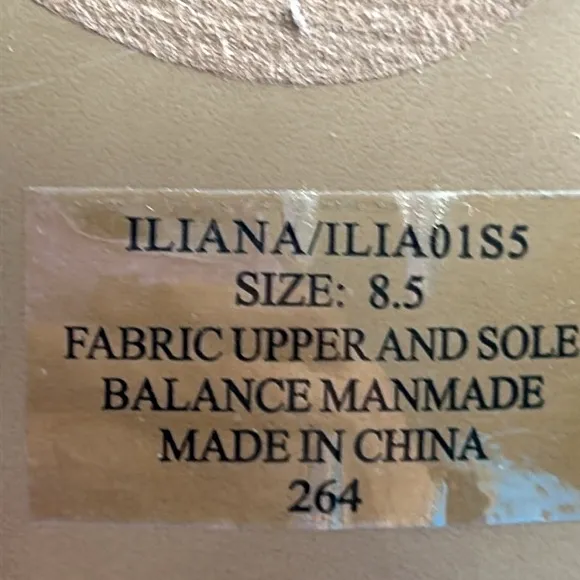 ILIANA/ILIA01S5
SIZE: 8.5
FABRIC UPPER AND SOLE
BALANCE MANMADE
MADE IN CHINA
264